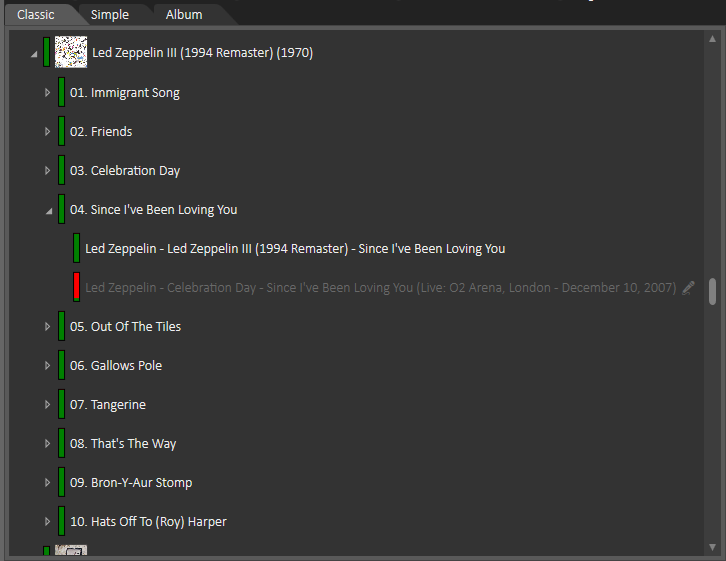 Classic Simple Album
Led Zeppelin III (1994 Remaster) (1970)
01. Immigrant Song
02. Friends
03. Celebration Day
04. Since I've Been Loving You
Led Zeppelin - Led Zeppelin III (1994 Remaster) - Since I've Been Loving You
Led Zeppelin - Celebration Day - Since I've Been Loving You (Live: O2 Arena, London - December 10, 2007)
05. Out Of The Tiles
06. Gallows Pole
07. Tangerine
08. That's The Way
09. Bron-Y-Aur Stomp
10. Hats Off To (Roy) Harper